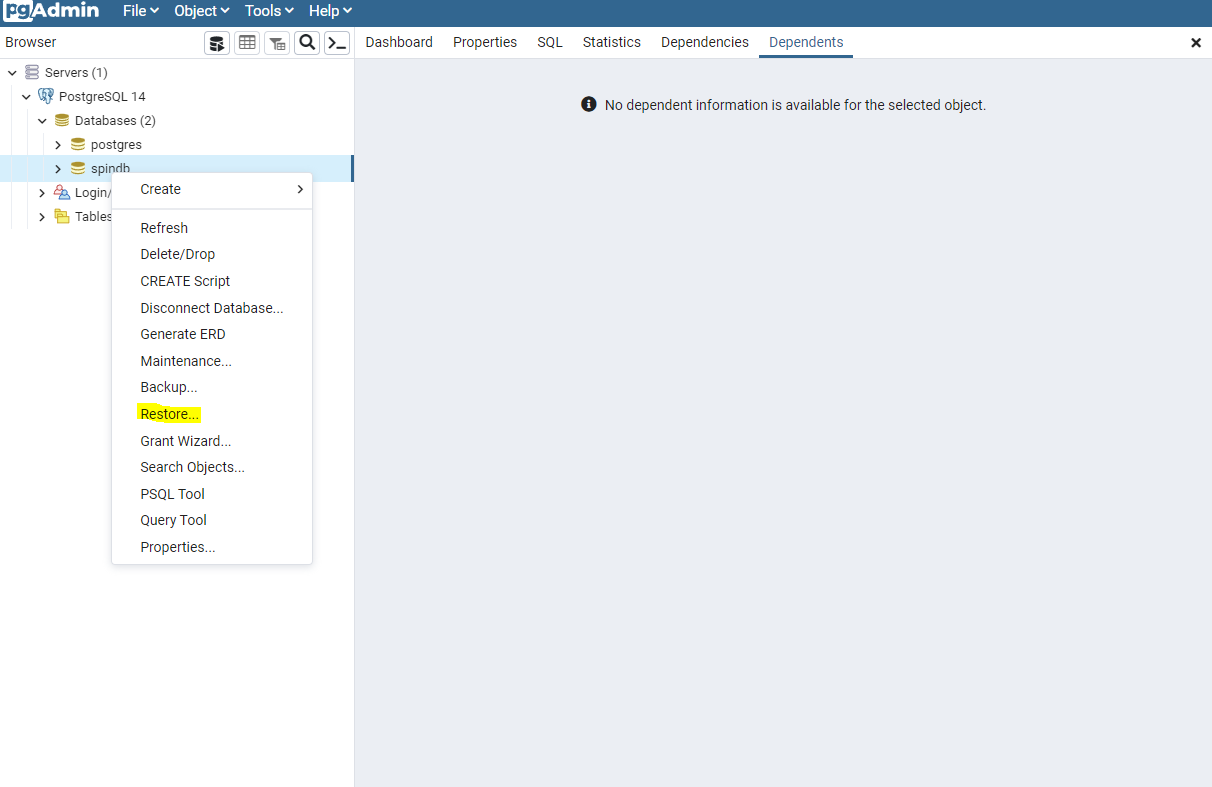 pgAdmin File Object Tools Help
Browser
Dashboard Properties SQL Statistics Dependencies Dependents
Servers (1)
PostgreSQL 14
Databases (2)
postgres
spindb
Login/
Tables
No dependent information is available for the selected object.
Create
Refresh
Delete/Drop
CREATE Script
Disconnect Database...
Generate ERD
Maintenance...
Backup...
Restore...
Grant Wizard...
Search Objects...
PSQL Tool
Query Tool
Properties...